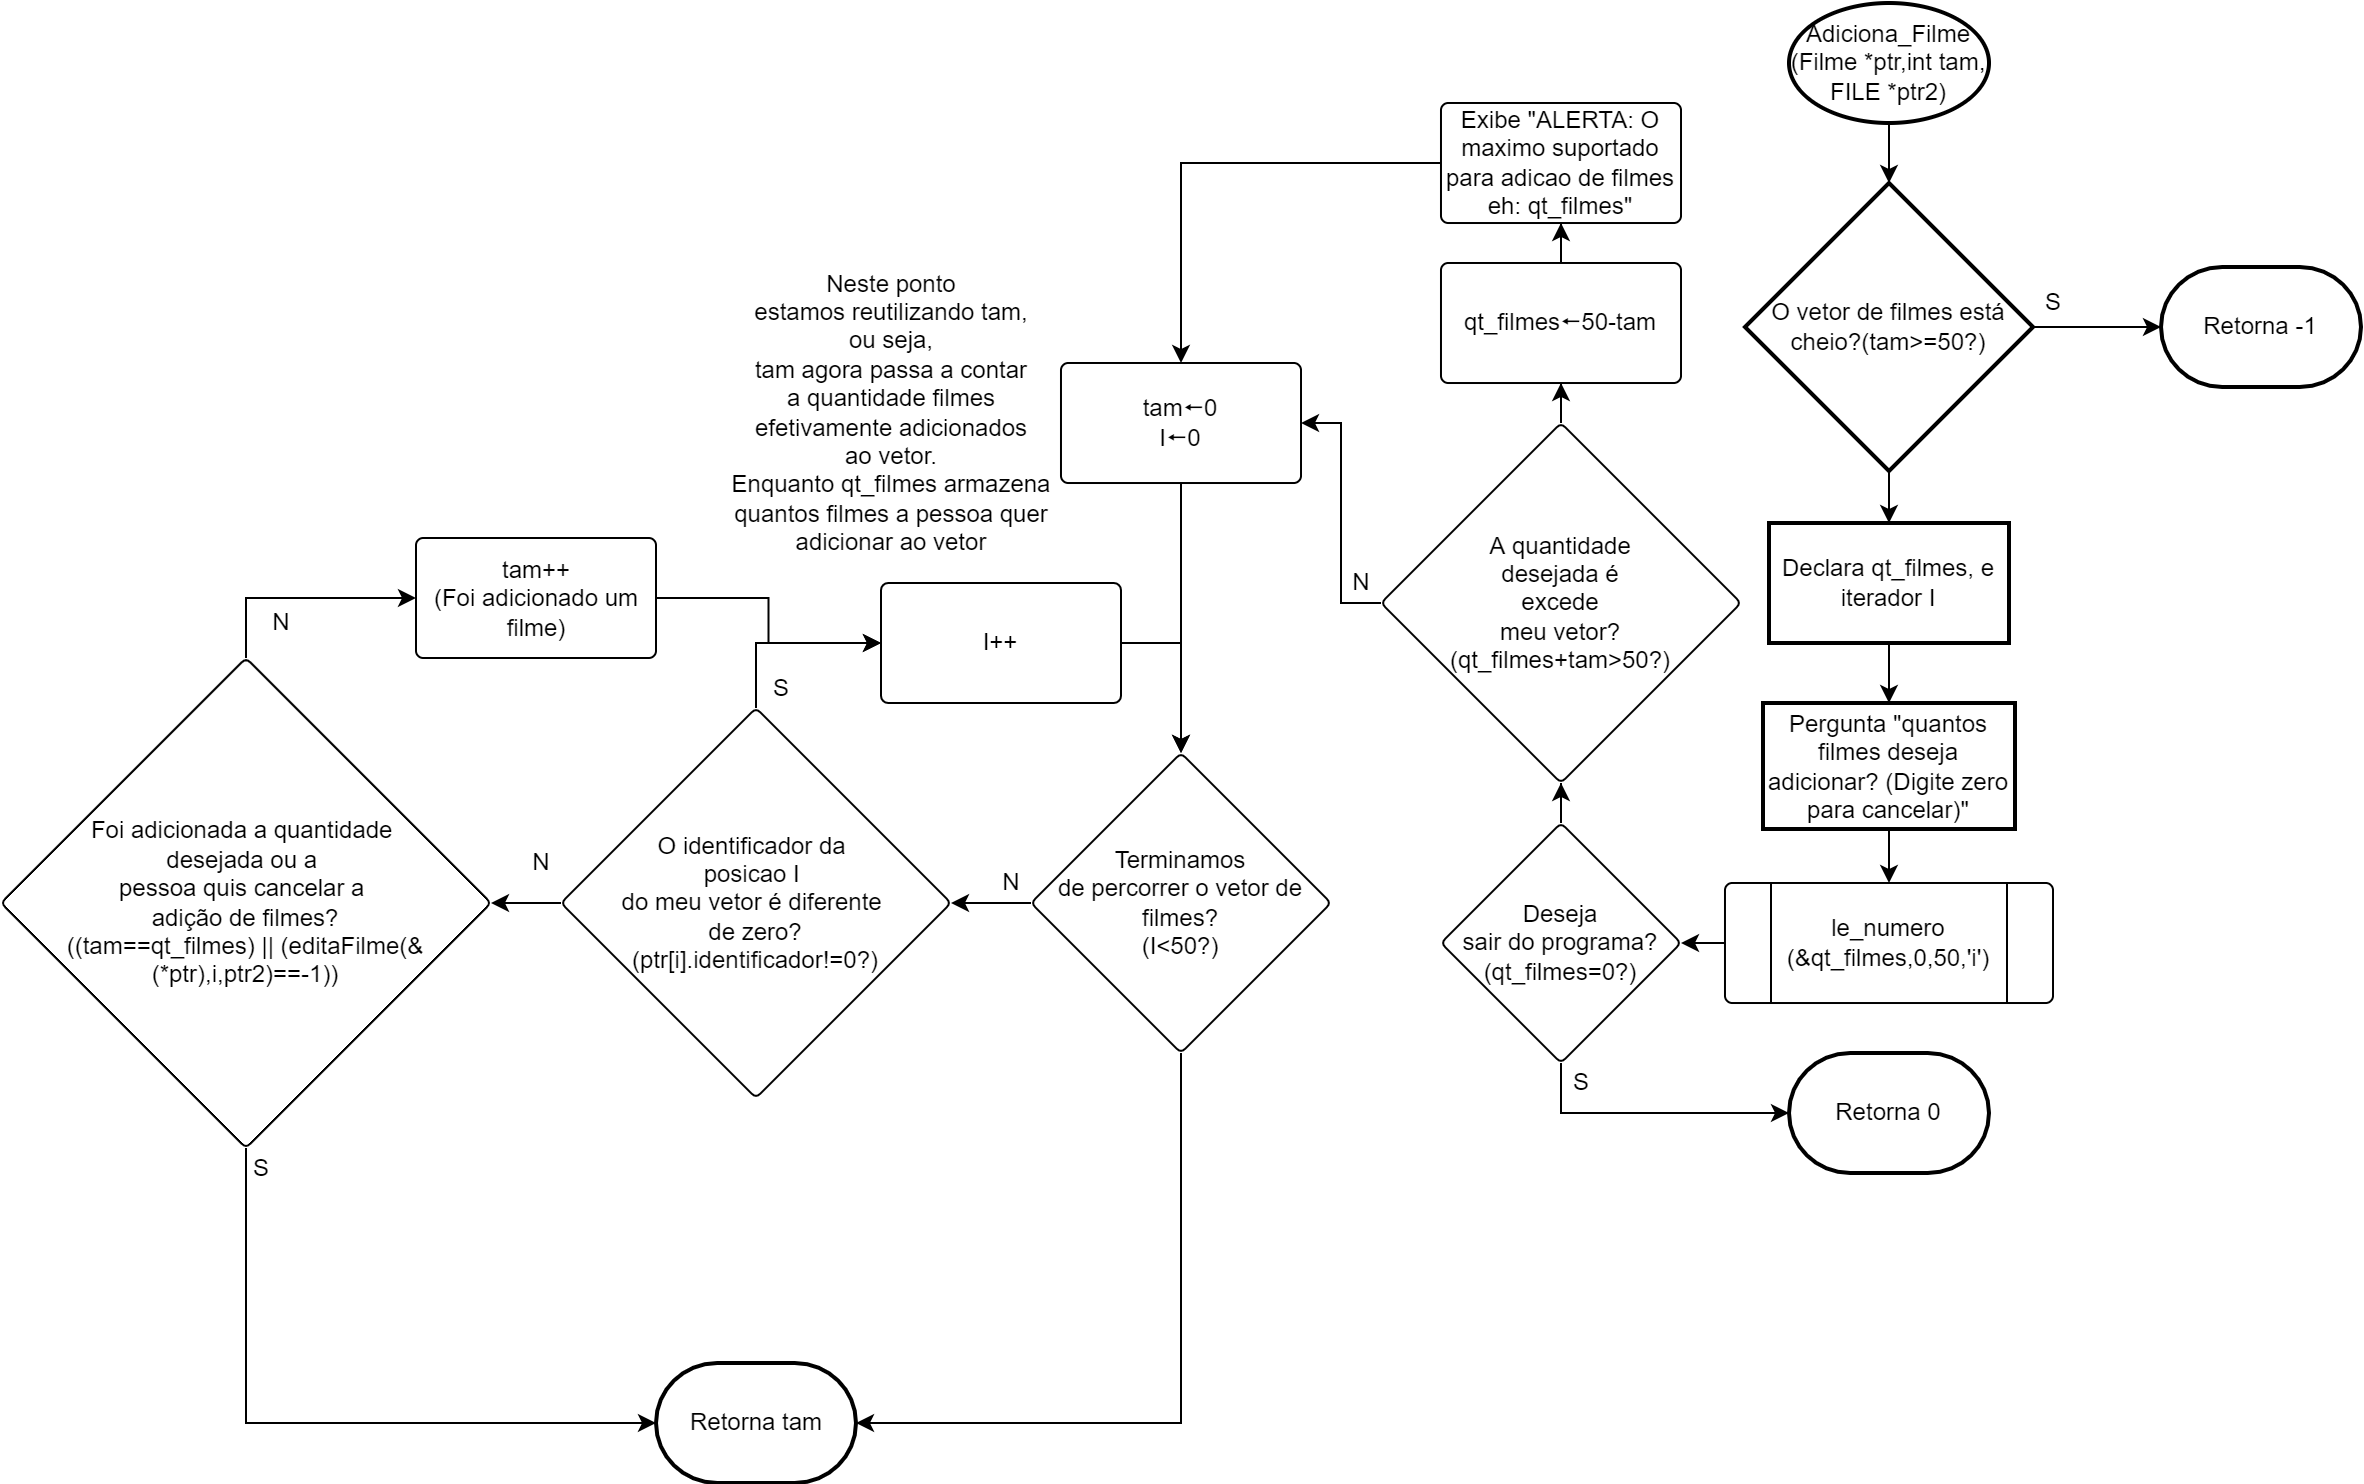 Adiciona_Filme
(Filme *ptr,int tam,
FILE *ptr2)
O vetor de filmes está
cheio?(tam>=50?)
S
Retorna -1
Declara qt_filmes, e
iterador I
Pergunta "quantos
filmes deseja
adicionar? (Digite zero
para cancelar)"
le_numero
(&qt_filmes,0,50,'i')
Deseja
sair do programa?
(qt_filmes=0?)
S
Retorna 0
A quantidade
desejada é
excede
meu vetor?
(qt_filmes+tam>50?)
N
qt_filmes←50-tam
Exibe "ALERTA: O
maximo suportado
para adicao de filmes
eh: qt_filmes"
tam←0
I←0
Neste ponto
estamos reutilizando tam,
ou seja,
tam agora passa a contar
a quantidade filmes
efetivamente adicionados
ao vetor.
Enquanto qt_filmes armazena
quantos filmes a pessoa quer
adicionar ao vetor
Terminamos
de percorrer o vetor de
filmes?
(I<50?)
N
O identificador da
posicao I
do meu vetor é diferente
de zero?
(ptr[i].identificador!=0?)
S
I++
N
Foi adicionada a quantidade
desejada ou a
pessoa quis cancelar a
adição de filmes?
((tam==qt_filmes) || (editaFilme(&
(*ptr),i,ptr2)==-1))
N
tam++
(Foi adicionado um
filme)
S
Retorna tam